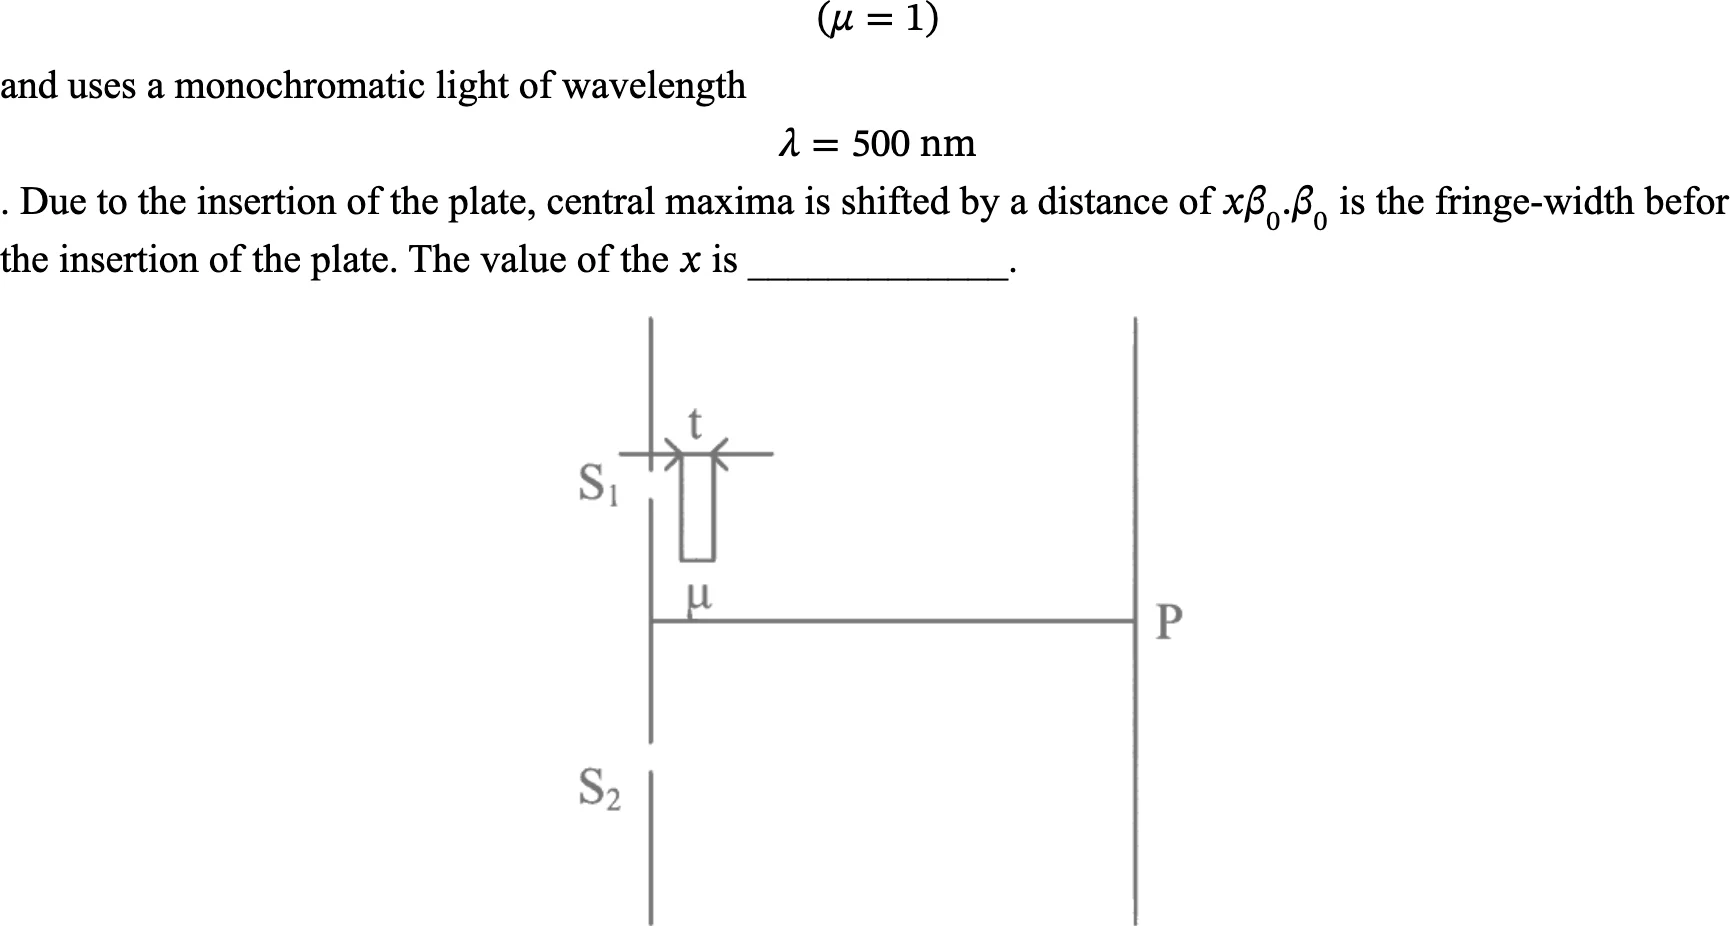 (μ = 1)
and uses a monochromatic light of wavelength
λ = 500 nm
. Due to the insertion of the plate, central maxima is shifted by a distance of xβ₀.β₀ is the fringe-width befor
the insertion of the plate. The value of the x is _____________.
t
S₁
μ
P
S₂